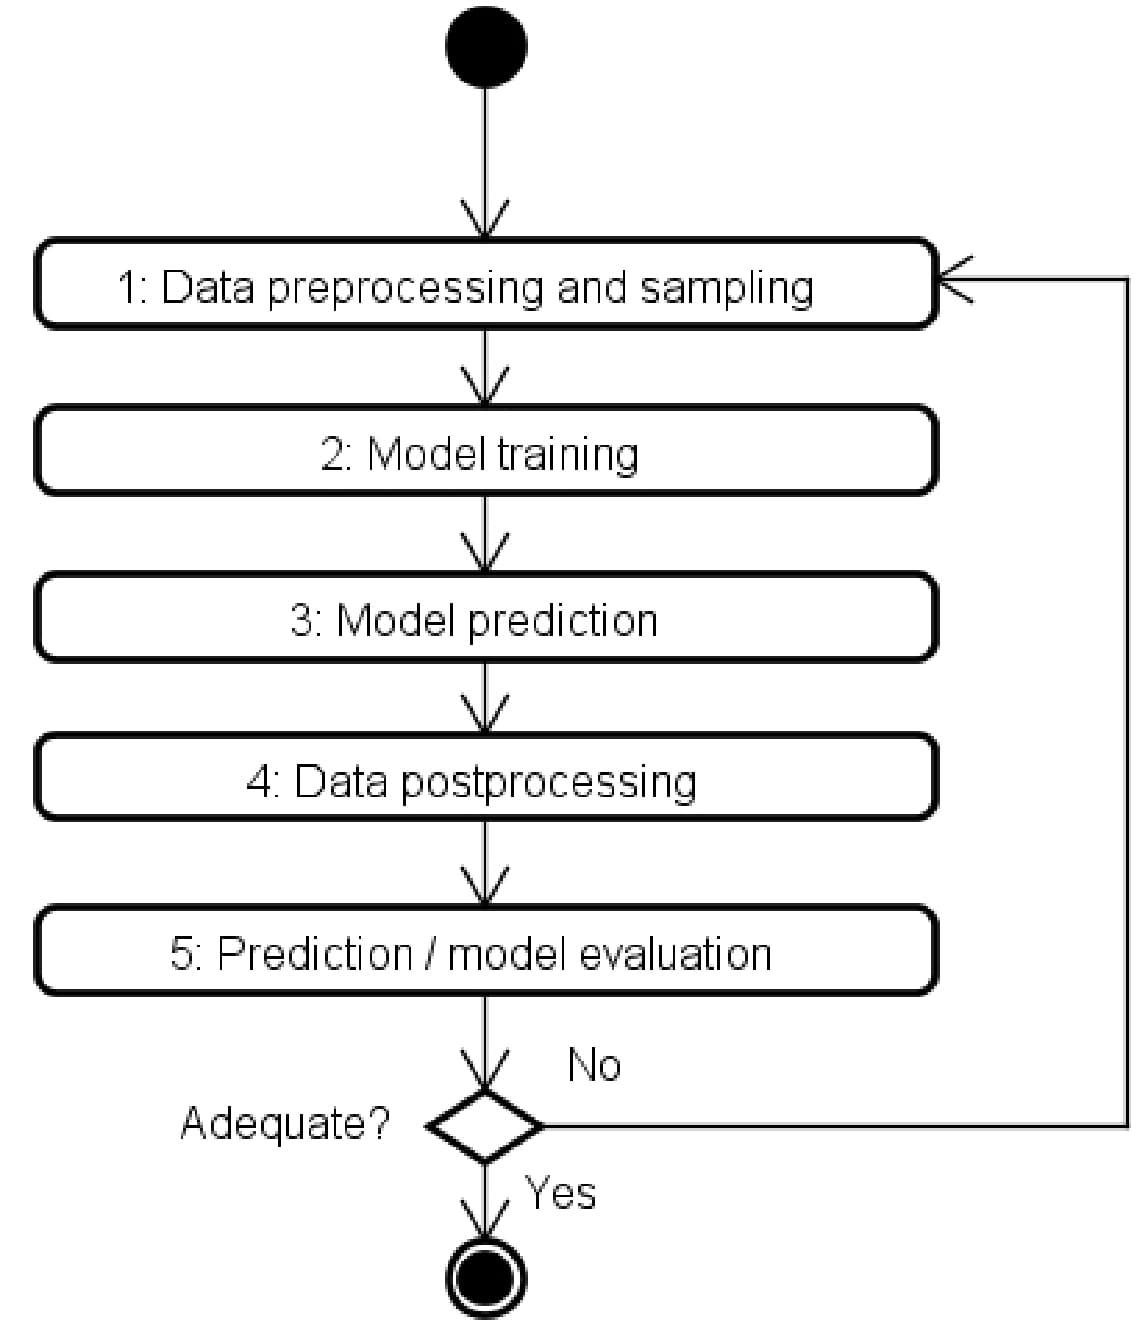 1: Data preprocessing and sampling
2: Model training
3: Model prediction
4: Data postprocessing
5: Prediction / model evaluation
No
Adequate?
Yes